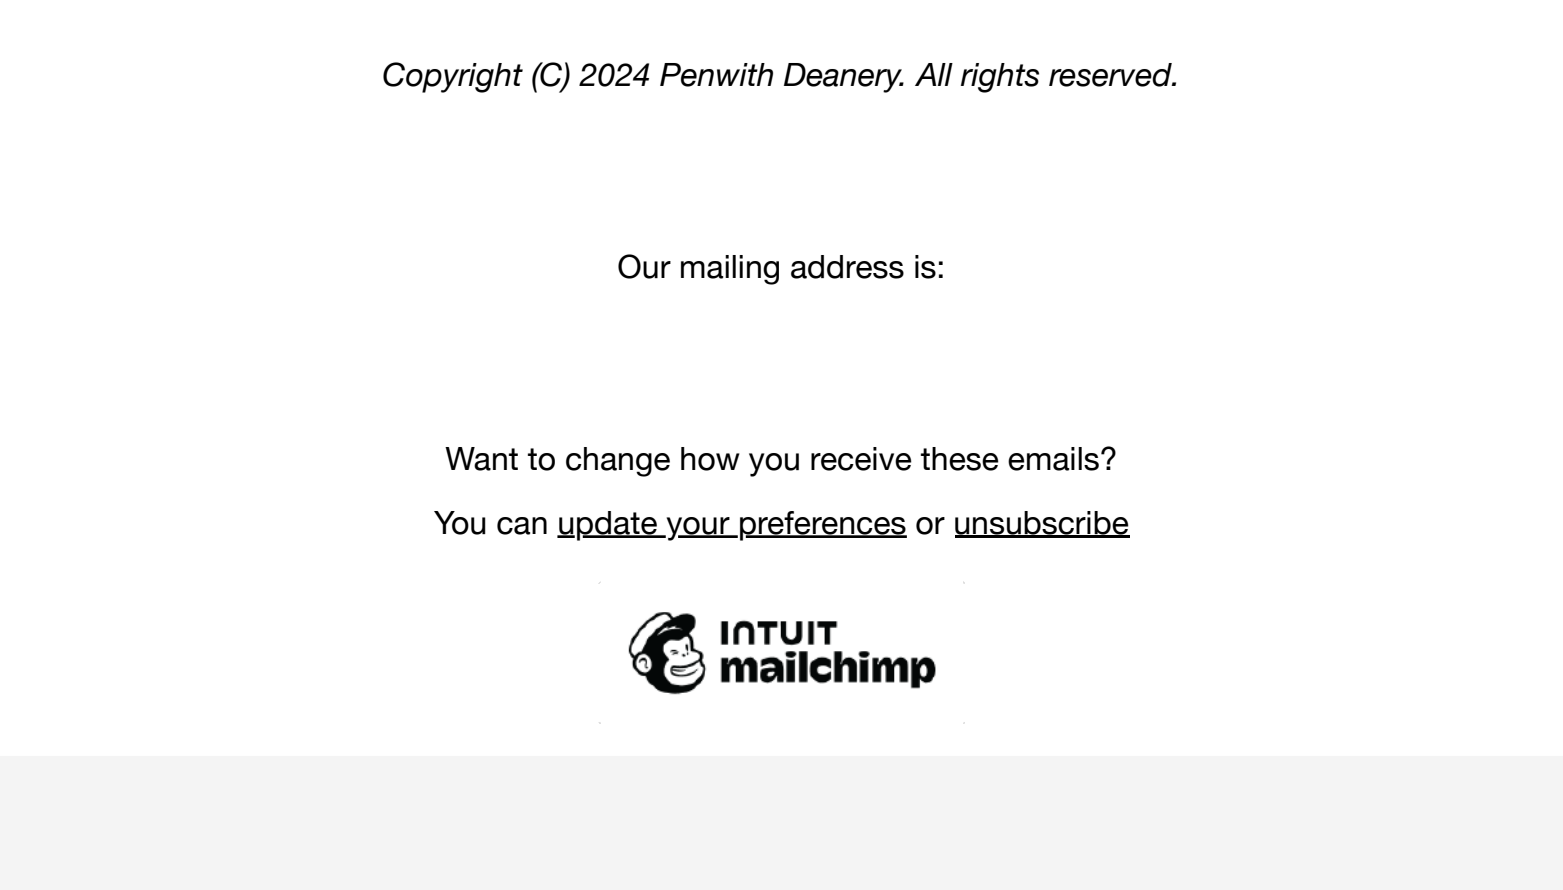 Copyright (C) 2024 Penwith Deanery. All rights reserved.
Our mailing address is:
Want to change how you receive these emails?
You can update your preferences or unsubscribe
INTUIT
mailchimp